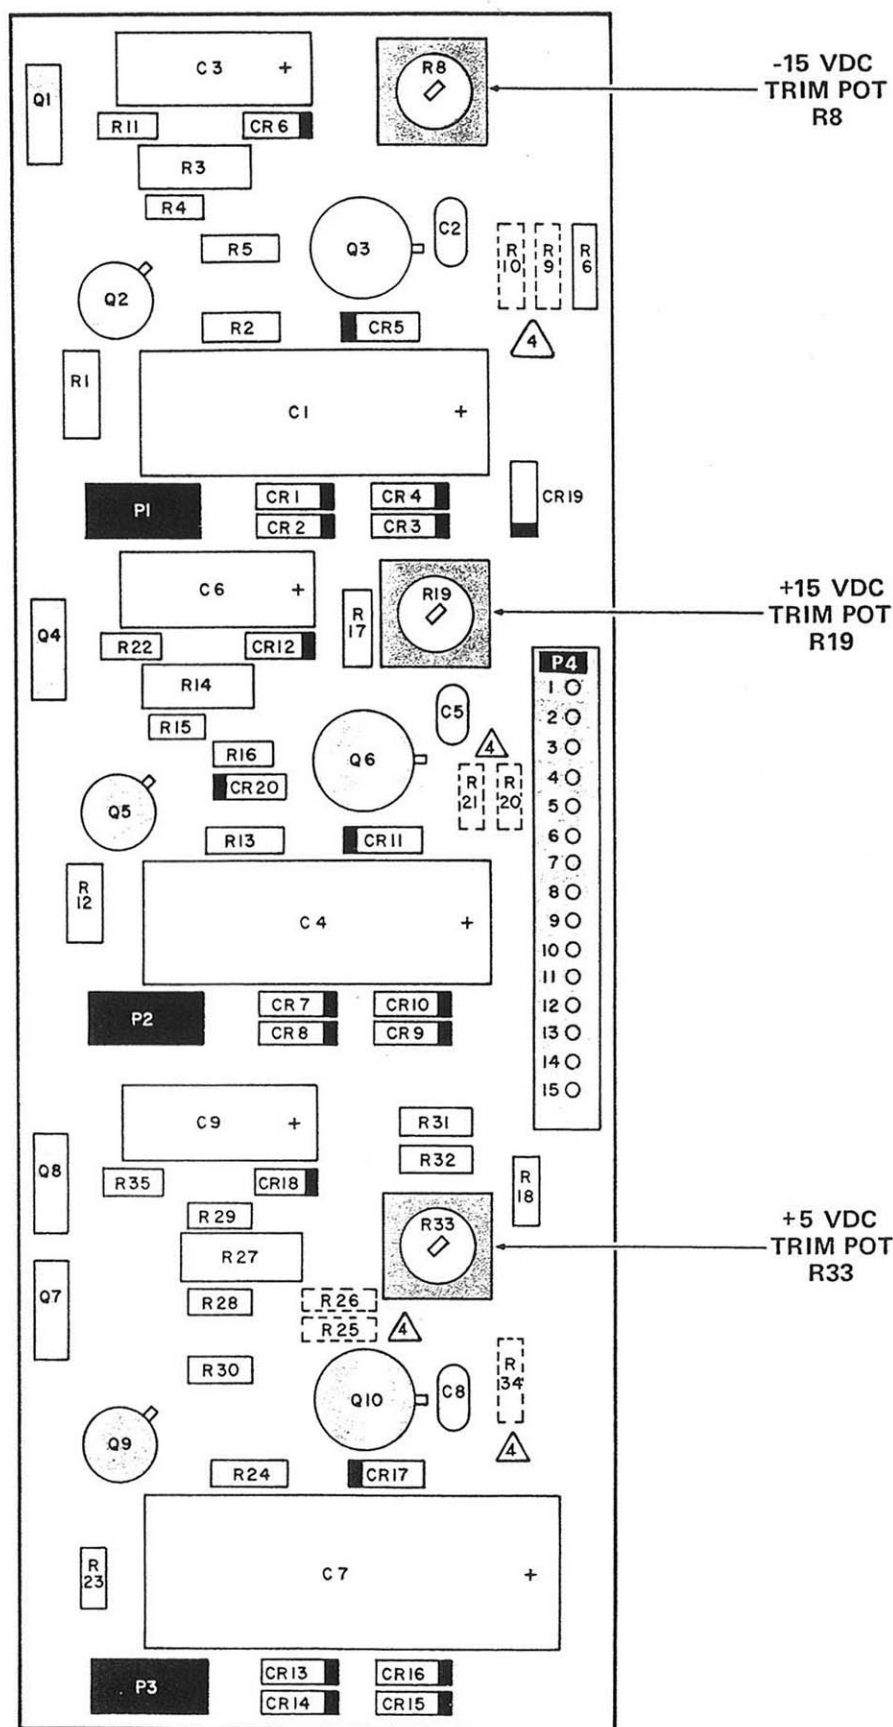 C3 +
R8
-15 VDC
TRIM POT
R8
Q1
R11
CR6
R3
R4
C2
R5
Q3
R
10
R
9
R
6
Q2
R2
CR5
4
R1
C1 +
CR1
CR4
CR19
P1
CR2
CR3
C6 +
R19
+15 VDC
TRIM POT
R19
Q4
R
17
R22
CR12
P4
R14
1
C5
2
R15
3
R16
Q6
4
R
21
R
20
4
CR20
5
Q5
6
R13
CR11
7
8
R
12
C4 +
9
10
11
P2
CR7
CR10
12
CR8
CR9
13
14
15
C9 +
R31
Q8
R32
R35
CR18
R
18
R29
R33
+5 VDC
TRIM POT
R33
R27
Q7
R28
R26
R25
4
R
34
R30
Q10
C8
Q9
4
R24
CR17
R
23
C7 +
P3
CR13
CR16
CR14
CR15